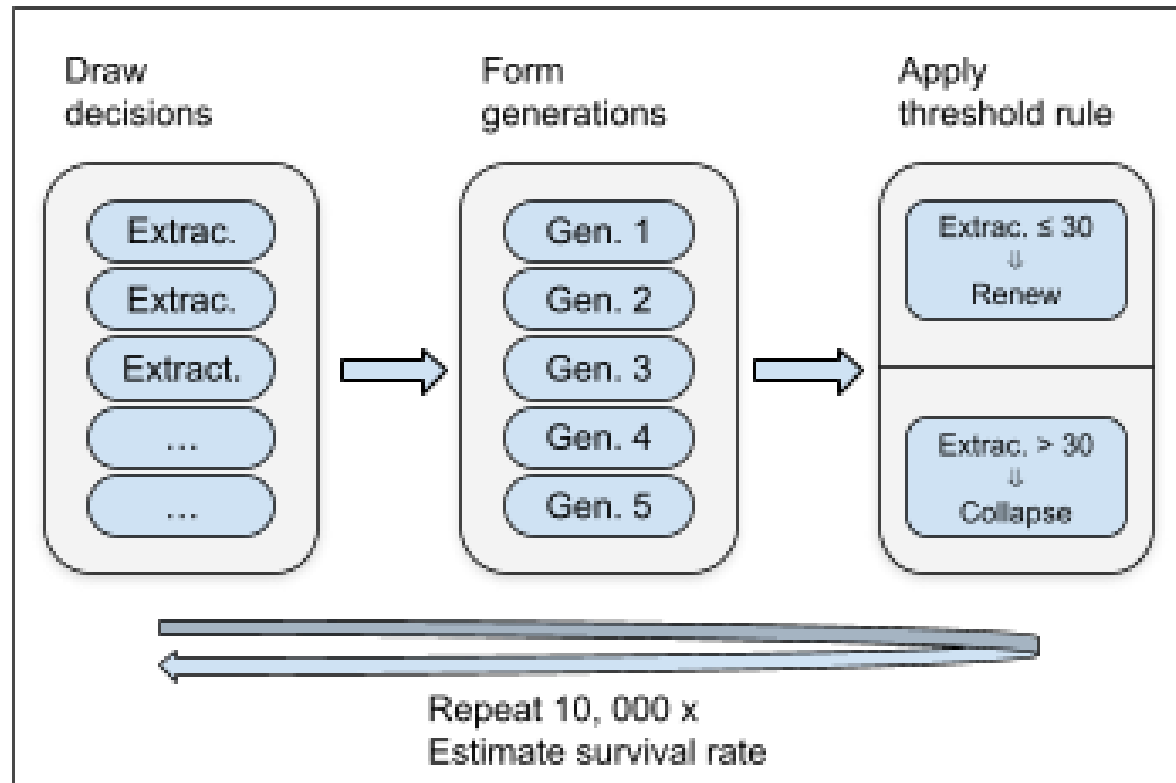 Draw
decisions
Extrac.
Extrac.
Extract.
...
...
Form
generations
Gen. 1
Gen. 2
Gen. 3
Gen. 4
Gen. 5
Apply
threshold rule
Extrac. ≤ 30
⇓
Renew
Extrac. > 30
⇓
Collapse
Repeat 10, 000 x
Estimate survival rate